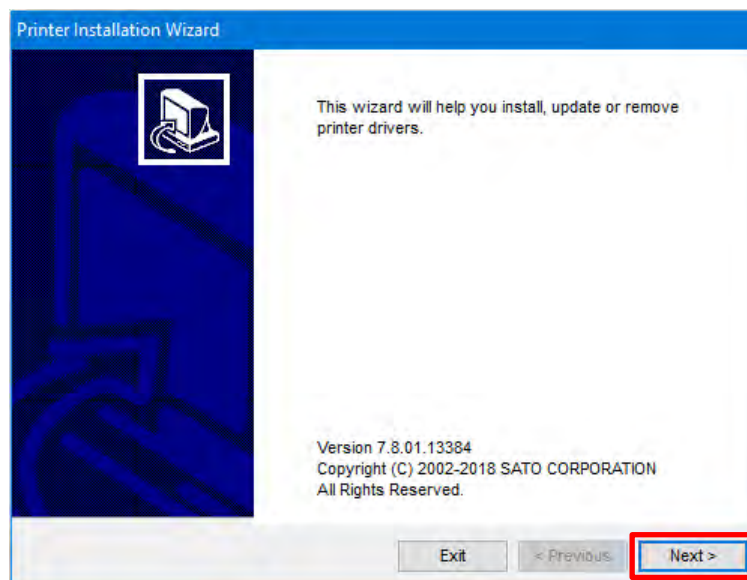 Printer Installation Wizard
This wizard will help you install, update or remove
printer drivers.
Version 7.8.01.13384
Copyright (C) 2002-2018 SATO CORPORATION
All Rights Reserved.
Exit
< Previous
Next >